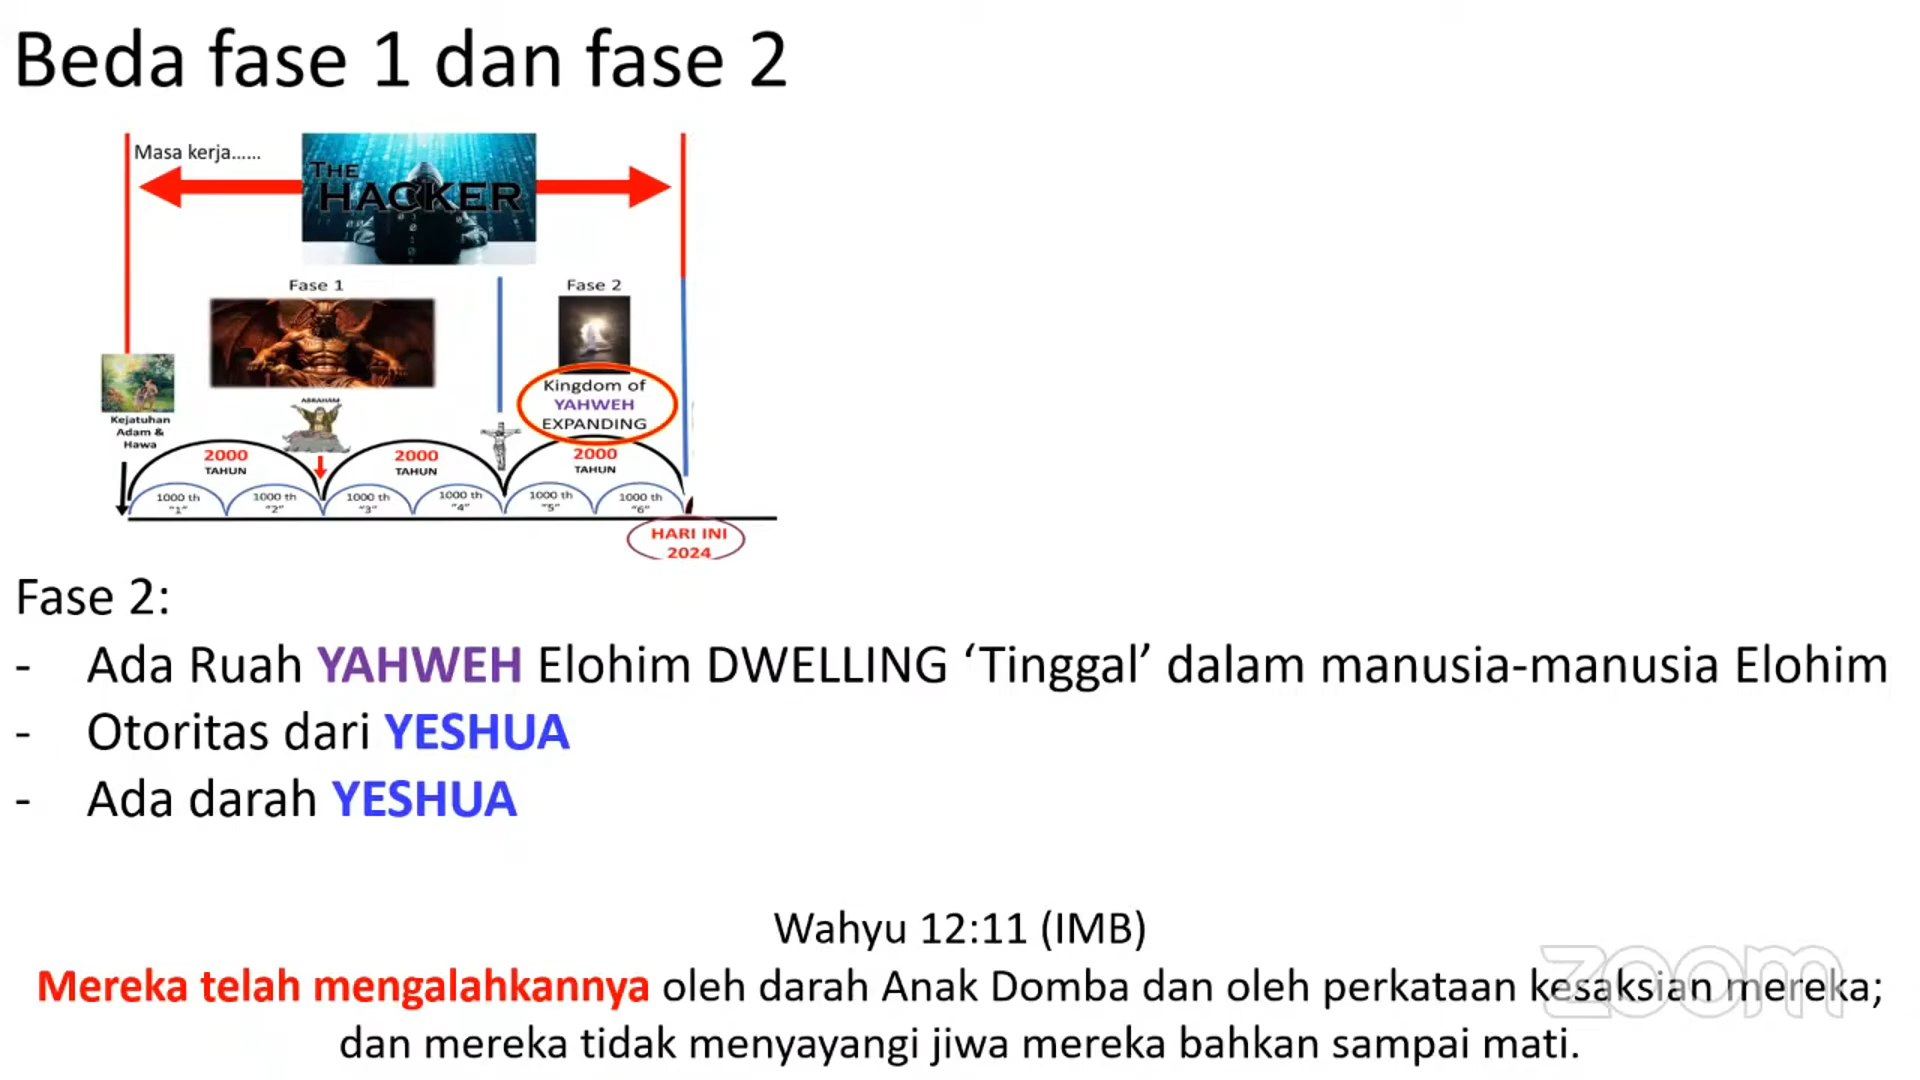 Beda fase 1 dan fase 2
Masa kerja......
THE
HACKER
Fase 1
Fase 2
Kingdom of
YAHWEH
EXPANDING
ABRAHAM
Kejatuhan
Adam &
Hawa
2000
TAHUN
2000
TAHUN
2000
TAHUN
1000 th
"1"
1000 th
"2"
1000 th
"3"
1000 th
"4"
1000 th
"5"
1000 th
"6"
HARI INI
2024
Fase 2:
- Ada Ruah YAHWEH Elohim DWELLING ‘Tinggal’ dalam manusia-manusia Elohim
- Otoritas dari YESHUA
- Ada darah YESHUA
Wahyu 12:11 (IMB)
Mereka telah mengalahkannya oleh darah Anak Domba dan oleh perkataan kesaksian mereka;
dan mereka tidak menyayangi jiwa mereka bahkan sampai mati.
zoom